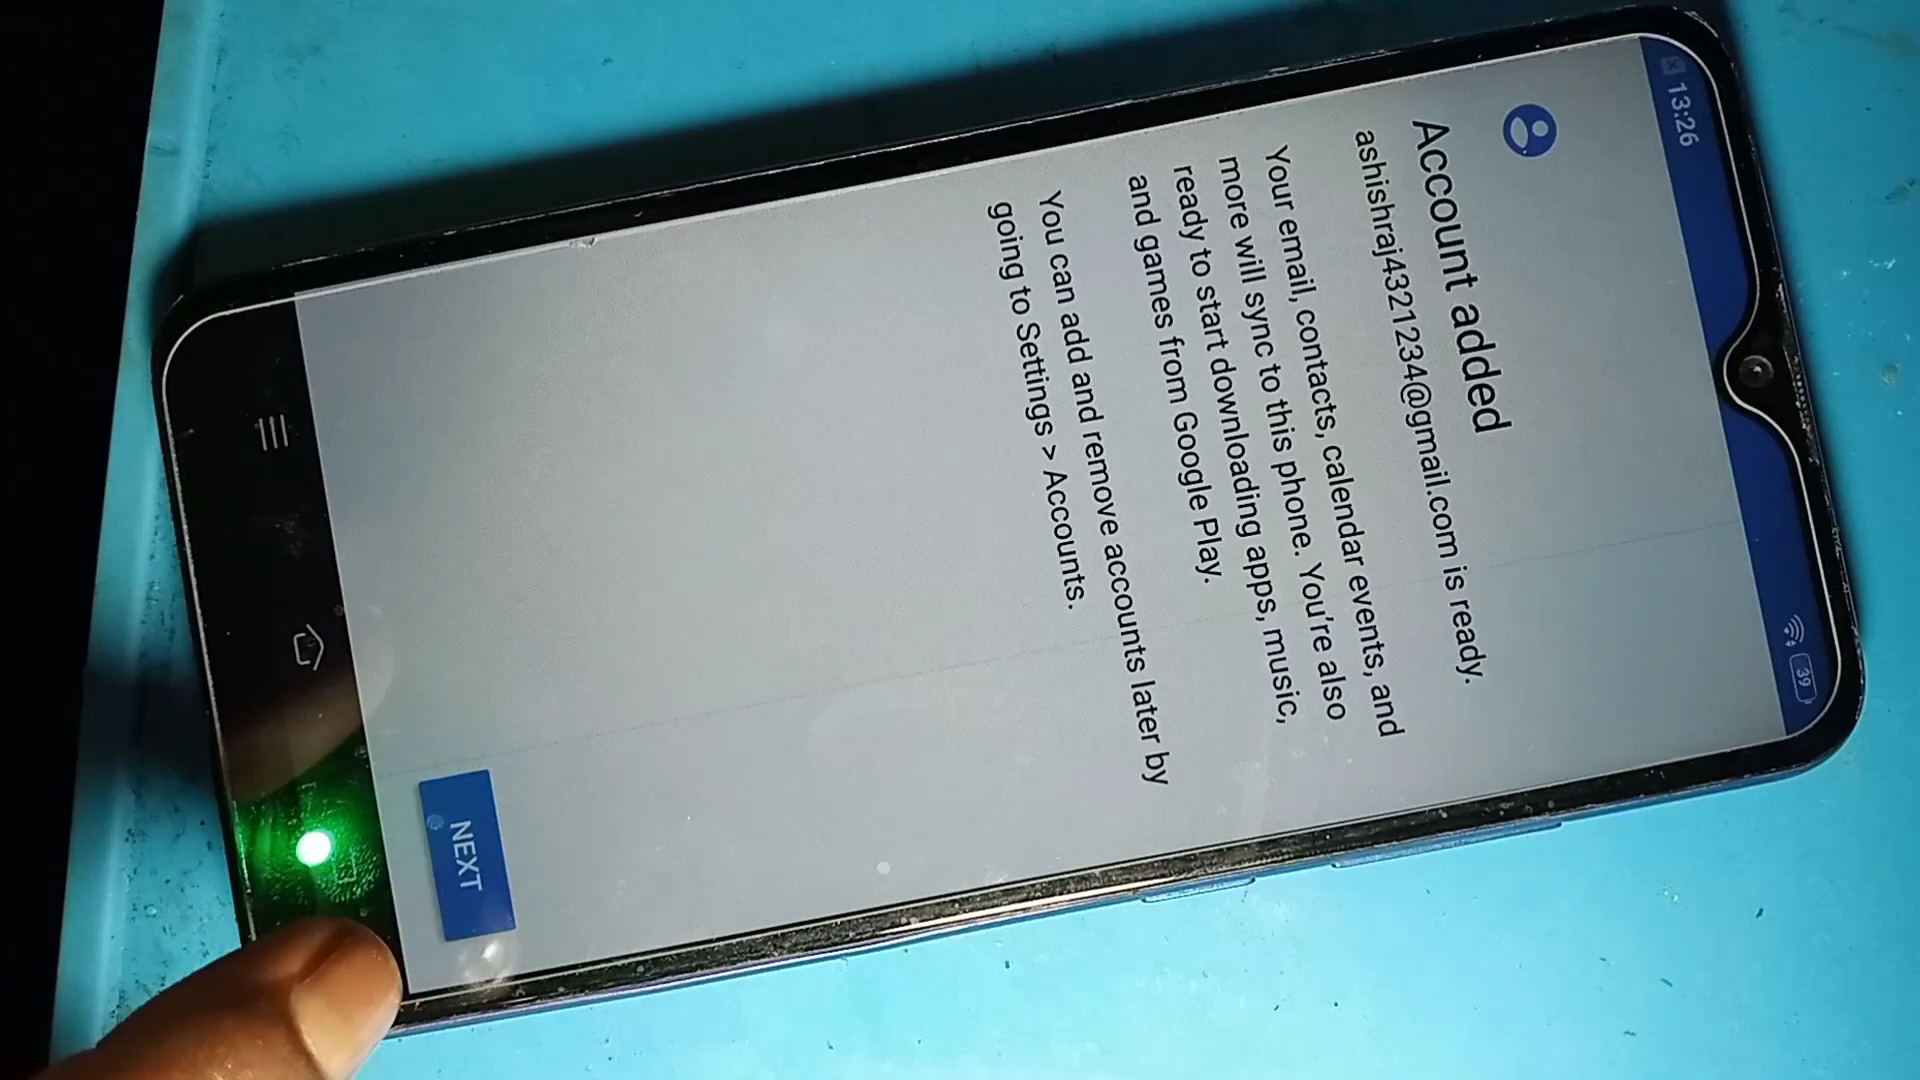 13:26
39
Account added
ashishraj4321234@gmail.com is ready.
Your email, contacts, calendar events, and
more will sync to this phone. You're also
ready to start downloading apps, music,
and games from Google Play.
You can add and remove accounts later by
going to Settings > Accounts.
NEXT